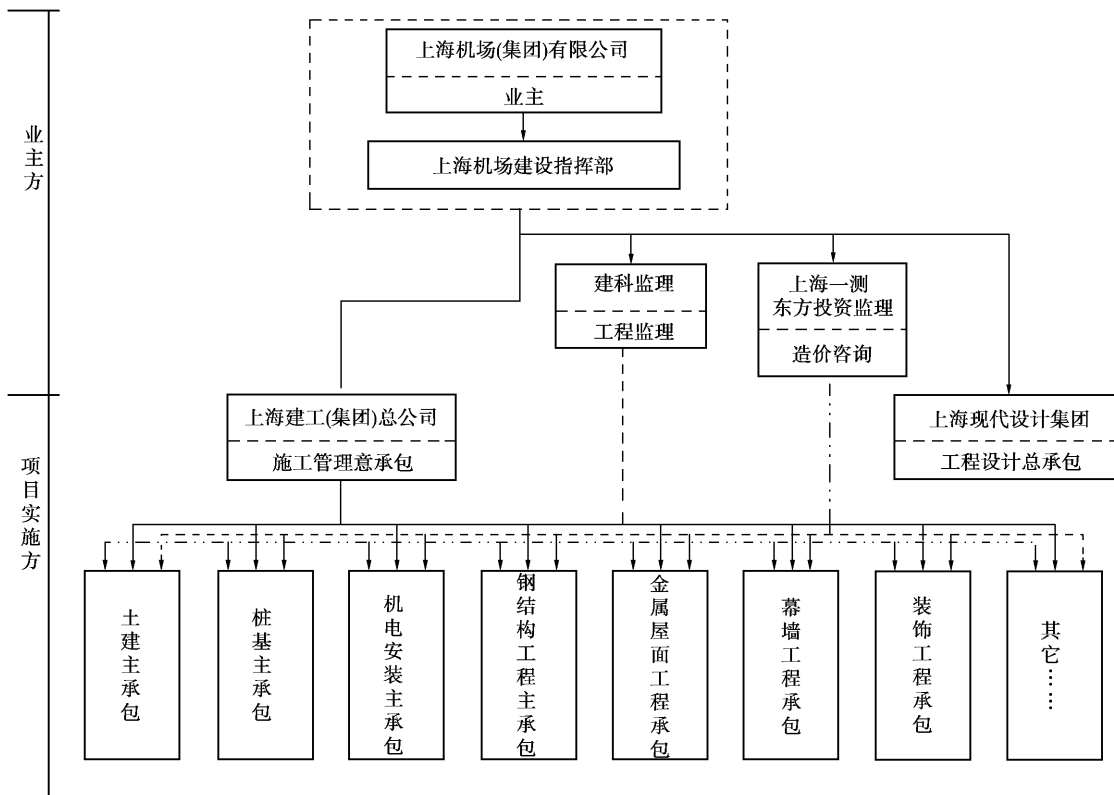 上海机场(集团)有限公司
业主
上海机场建设指挥部
业主方
建科监理
工程监理
上海一测
东方投资监理
造价咨询
上海建工(集团)总公司
施工管理意承包
上海现代设计集团
工程设计总承包
项目实施方
土建主承包
桩基主承包
机电安装主承包
钢结构工程主承包
金属屋面工程承包
幕墙工程承包
装饰工程承包
其它……